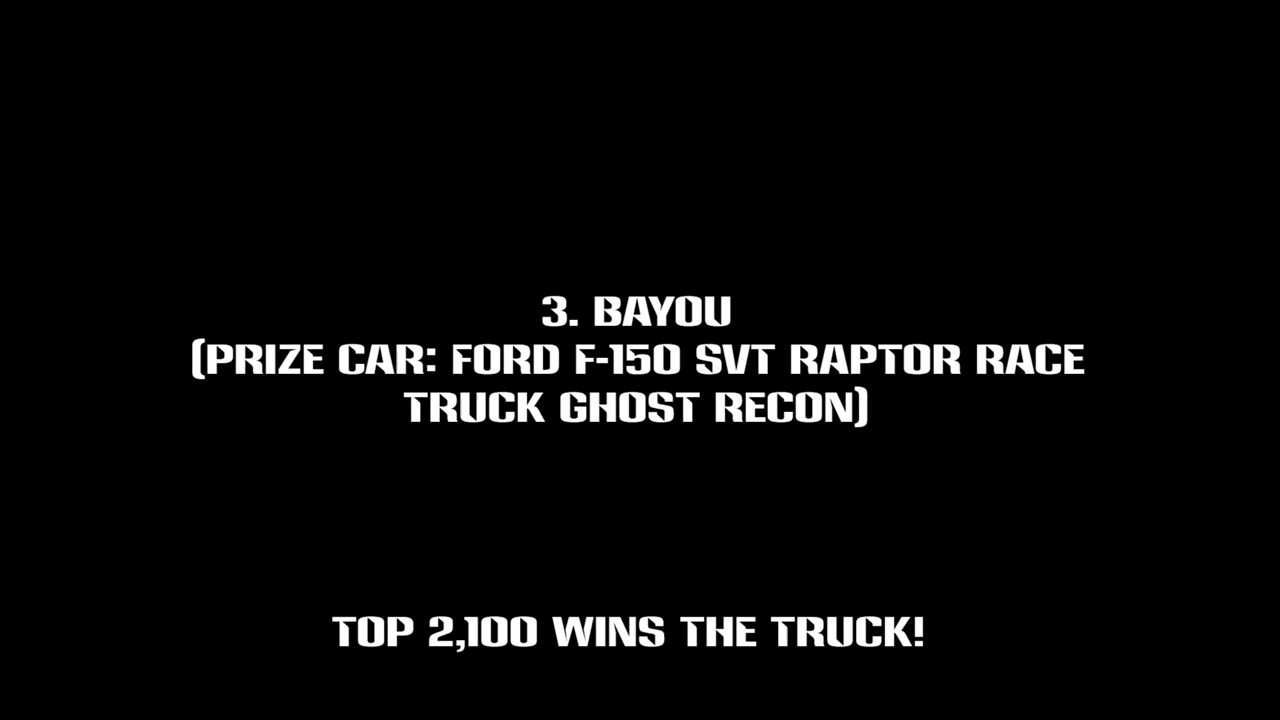 3. BAYOU
(PRIZE CAR: FORD F-150 SVT RAPTOR RACE
TRUCK GHOST RECON)
TOP 2,100 WINS THE TRUCK!